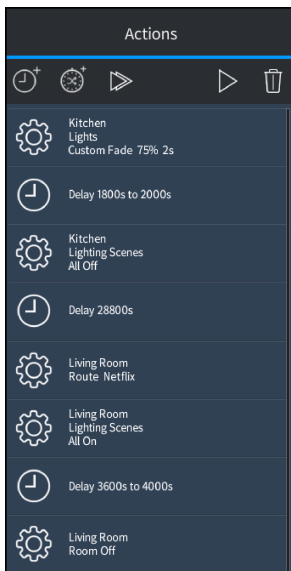 Actions
Kitchen
Lights
Custom Fade 75% 2s
Delay 1800s to 2000s
Kitchen
Lighting Scenes
All Off
Delay 28800s
Living Room
Route Netflix
Living Room
Lighting Scenes
All On
Delay 3600s to 4000s
Living Room
Room Off